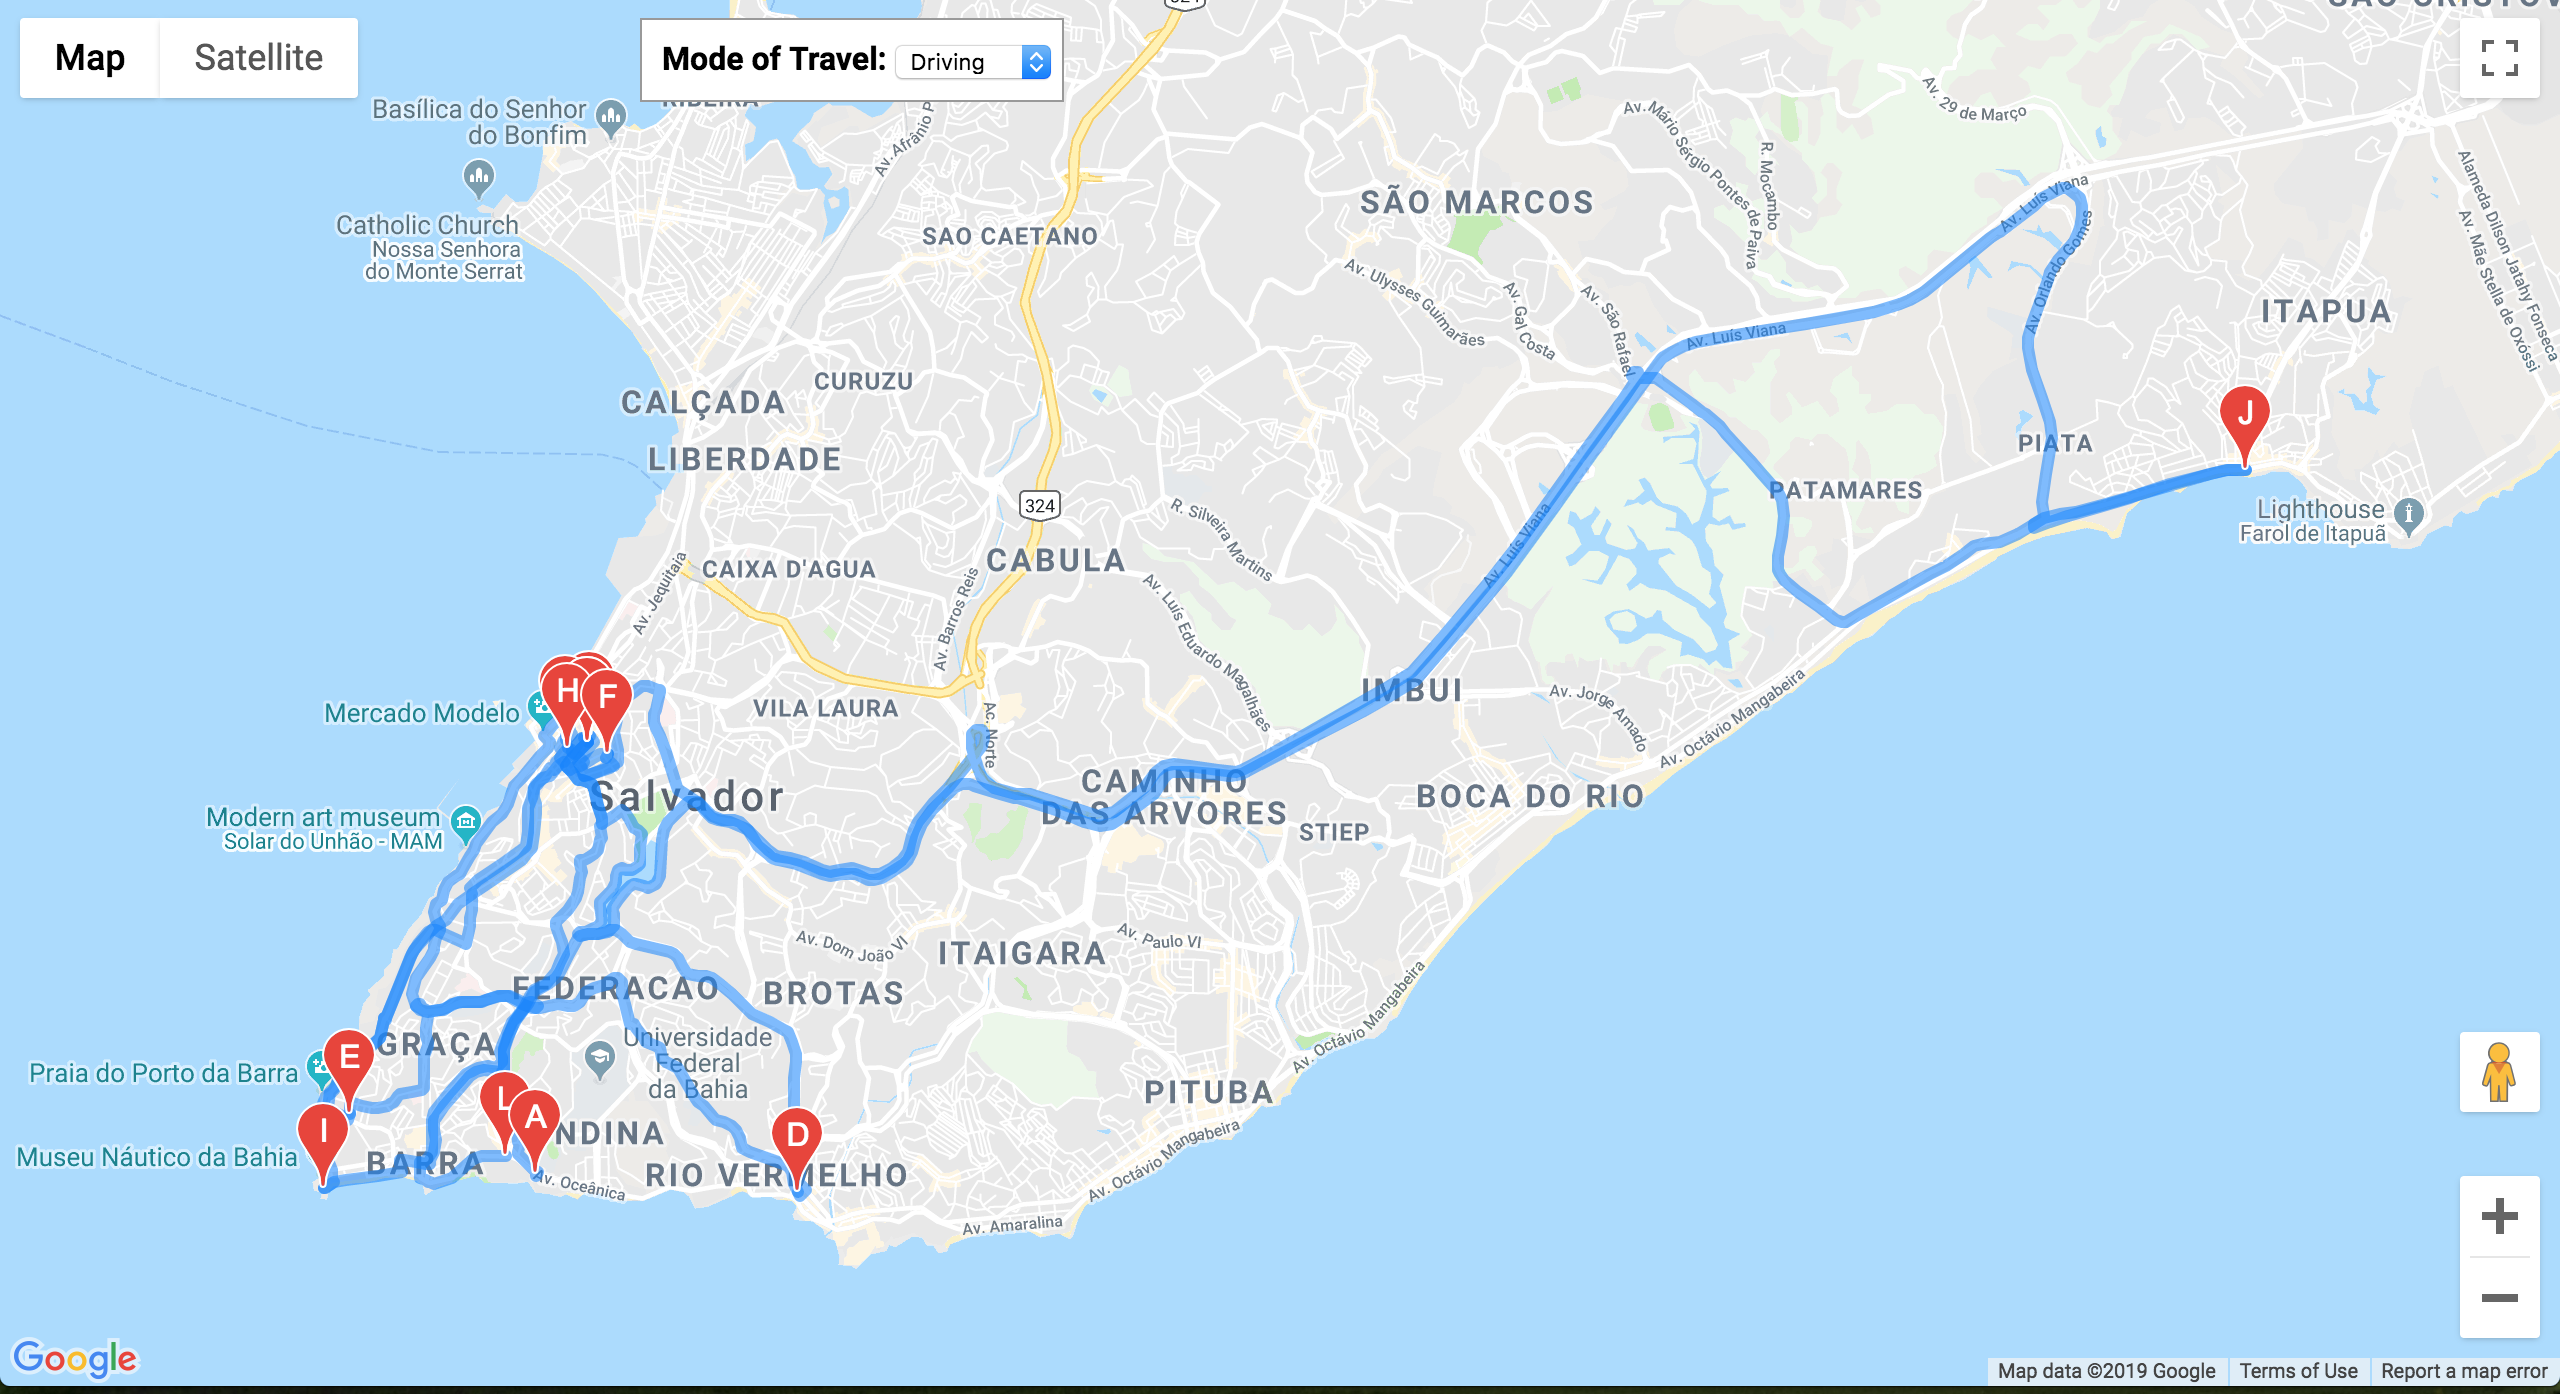 Map
Satellite
Mode of Travel:
Driving
Basílica do Senhor
do Bonfim
Catholic Church
Nossa Senhora
do Monte Serrat
Av. 29 de Março
Av. Mário Sérgio Pontes de Paiva
R. Mocambo
Alameda Dilson Jatahy Fonseca
Av. Mãe Stella de Oxóssi
SÃO MARCOS
SAO CAETANO
Av. Luís Viana
Av. Orlando Gomes
Av. Ulysses Guimarães
Av. Gal Costa
Av. São Rafael
Av. Luís Viana
ITAPUA
CURUZU
CALÇADA
LIBERDADE
J
PIATA
PATAMARES
324
R. Silveira Martins
Av. Luís Viana
Lighthouse
Farol de Itapuã
CABULA
CAIXA D'AGUA
Av. Jequitaia
Av. Barros Reis
Av. Luís Eduardo Magalhães
H
F
Mercado Modelo
VILA LAURA
Ac. Norte
IMBUI
Av. Jorge Amado
Av. Octávio Mangabeira
Salvador
CAMINHO
DAS ARVORES
BOCA DO RIO
STIEP
Modern art museum
Solar do Unhão - MAM
Av. Dom João VI
ITAIGARA
Av. Paulo VI
FEDERACAO
BROTAS
Av. Octávio Mangabeira
GRAÇA
Universidade
Federal
da Bahia
E
Praia do Porto da Barra
PITUBA
L
A
NDINA
I
D
Museu Náutico da Bahia
BARRA
Av. Oceânica
RIO VERMELHO
Av. Octávio Mangabeira
Av. Amaralina
Google
Map data ©2019 Google
Terms of Use
Report a map error